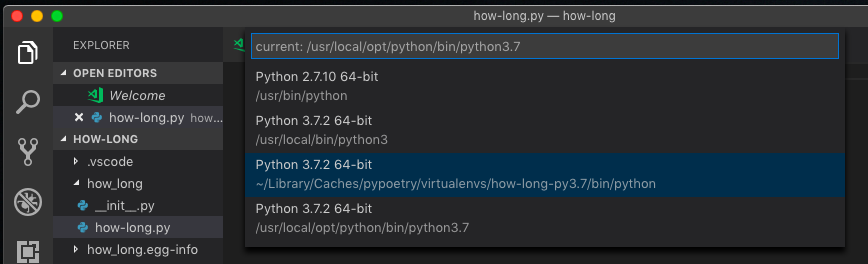 how-long.py — how-long
EXPLORER
OPEN EDITORS
Welcome
how-long.py how...
HOW-LONG
.vscode
how_long
__init__.py
how-long.py
how_long.egg-info
current: /usr/local/opt/python/bin/python3.7
Python 2.7.10 64-bit
/usr/bin/python
Python 3.7.2 64-bit
/usr/local/bin/python3
Python 3.7.2 64-bit
~/Library/Caches/pypoetry/virtualenvs/how-long-py3.7/bin/python
Python 3.7.2 64-bit
/usr/local/opt/python/bin/python3.7